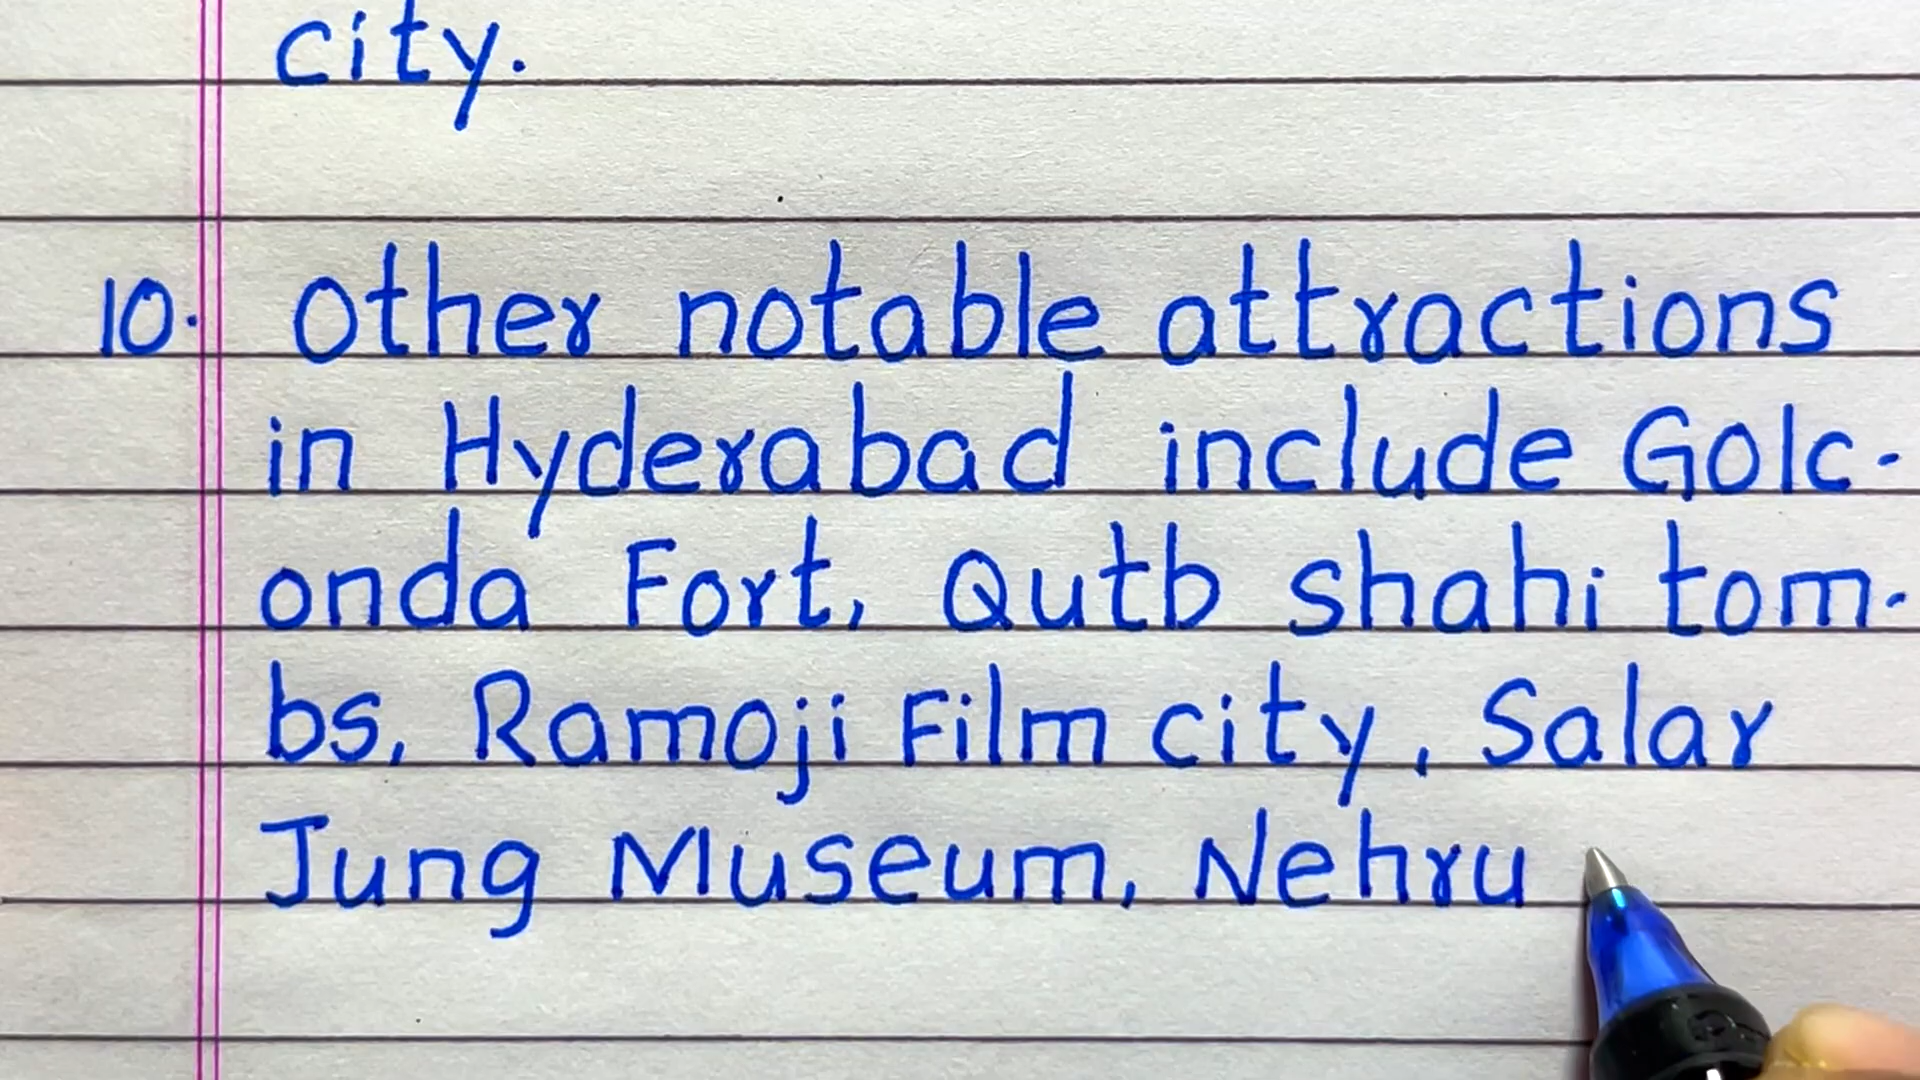 city.
10. Other notable attractions
in Hyderabad include Golc-
onda Fort, Qutb shahi tom-
bs, Ramoji Film city, Salar
Jung Museum, Nehru